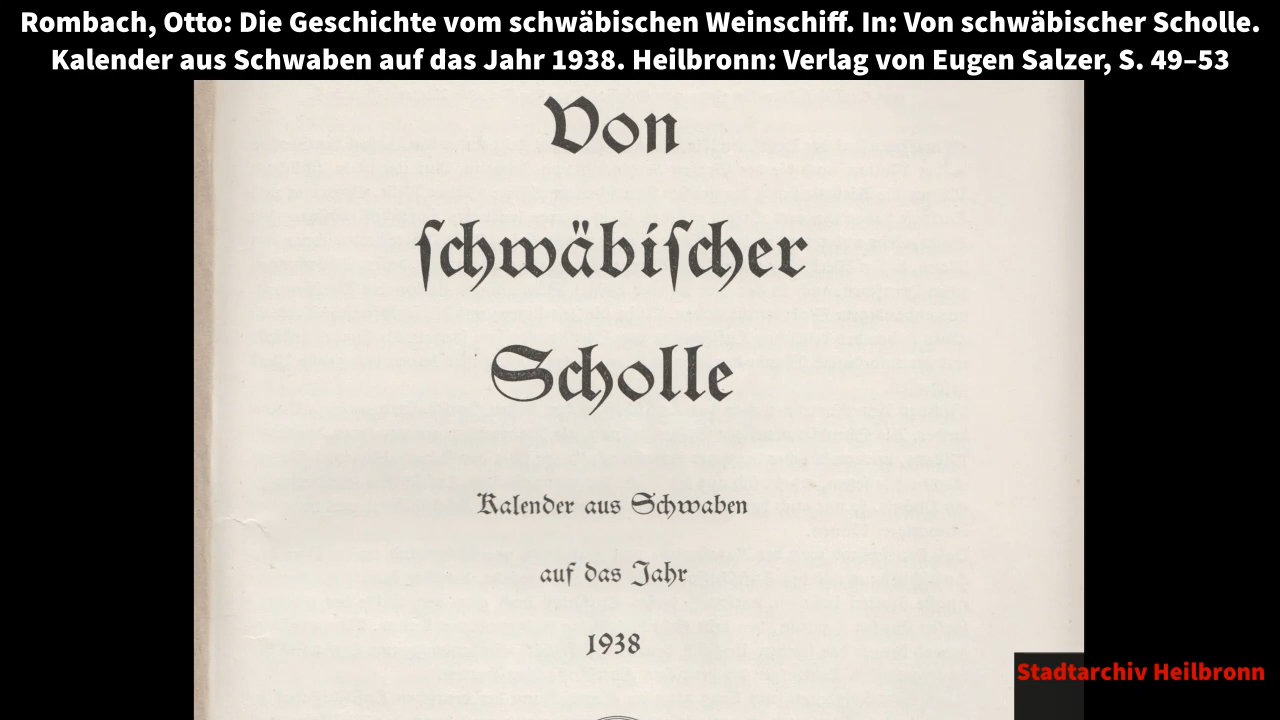 Rombach, Otto: Die Geschichte vom schwäbischen Weinschiff. In: Von schwäbischer Scholle.
Kalender aus Schwaben auf das Jahr 1938. Heilbronn: Verlag von Eugen Salzer, S. 49–53
Von
ſchwäbiſcher
Scholle
Kalender aus Schwaben
auf das Jahr
1938
Stadtarchiv Heilbronn